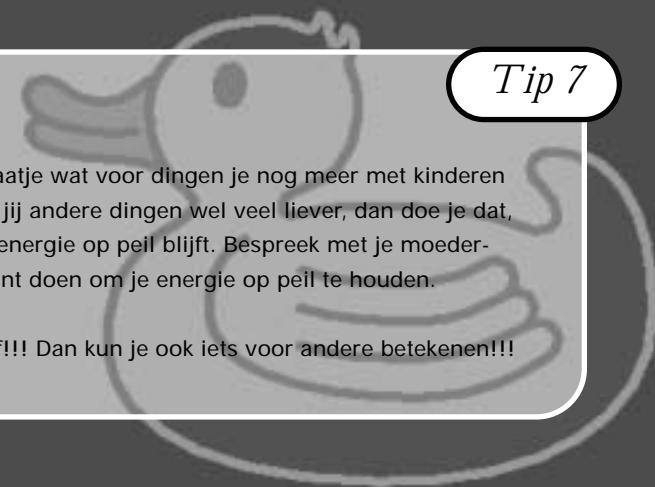 Tip 7
aatje wat voor dingen je nog meer met kinderen
jij andere dingen wel veel liever, dan doe je dat,
energie op peil blijft. Bespreek met je moeder-
nt doen om je energie op peil te houden.
!!! Dan kun je ook iets voor andere betekenen!!!